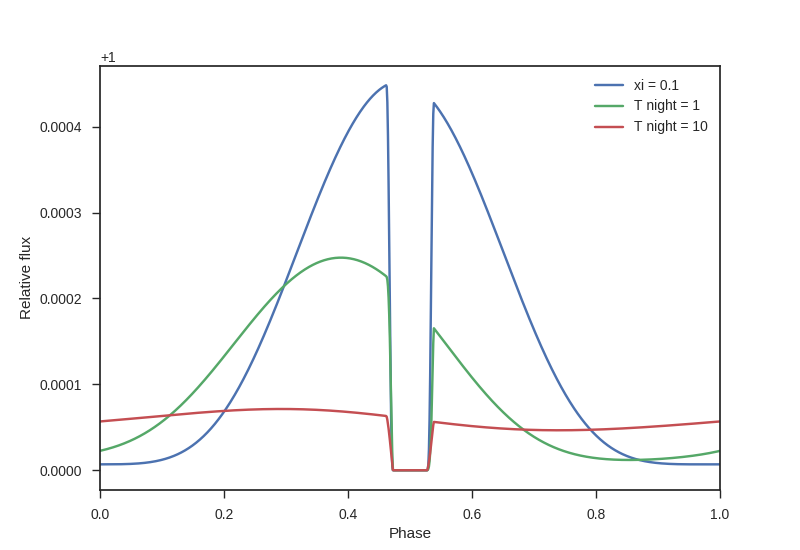 +1
xi = 0.1
T night = 1
T night = 10
0.0004
0.0003
0.0002
0.0001
0.0000
Relative flux
0.0 0.2 0.4 0.6 0.8 1.0
Phase